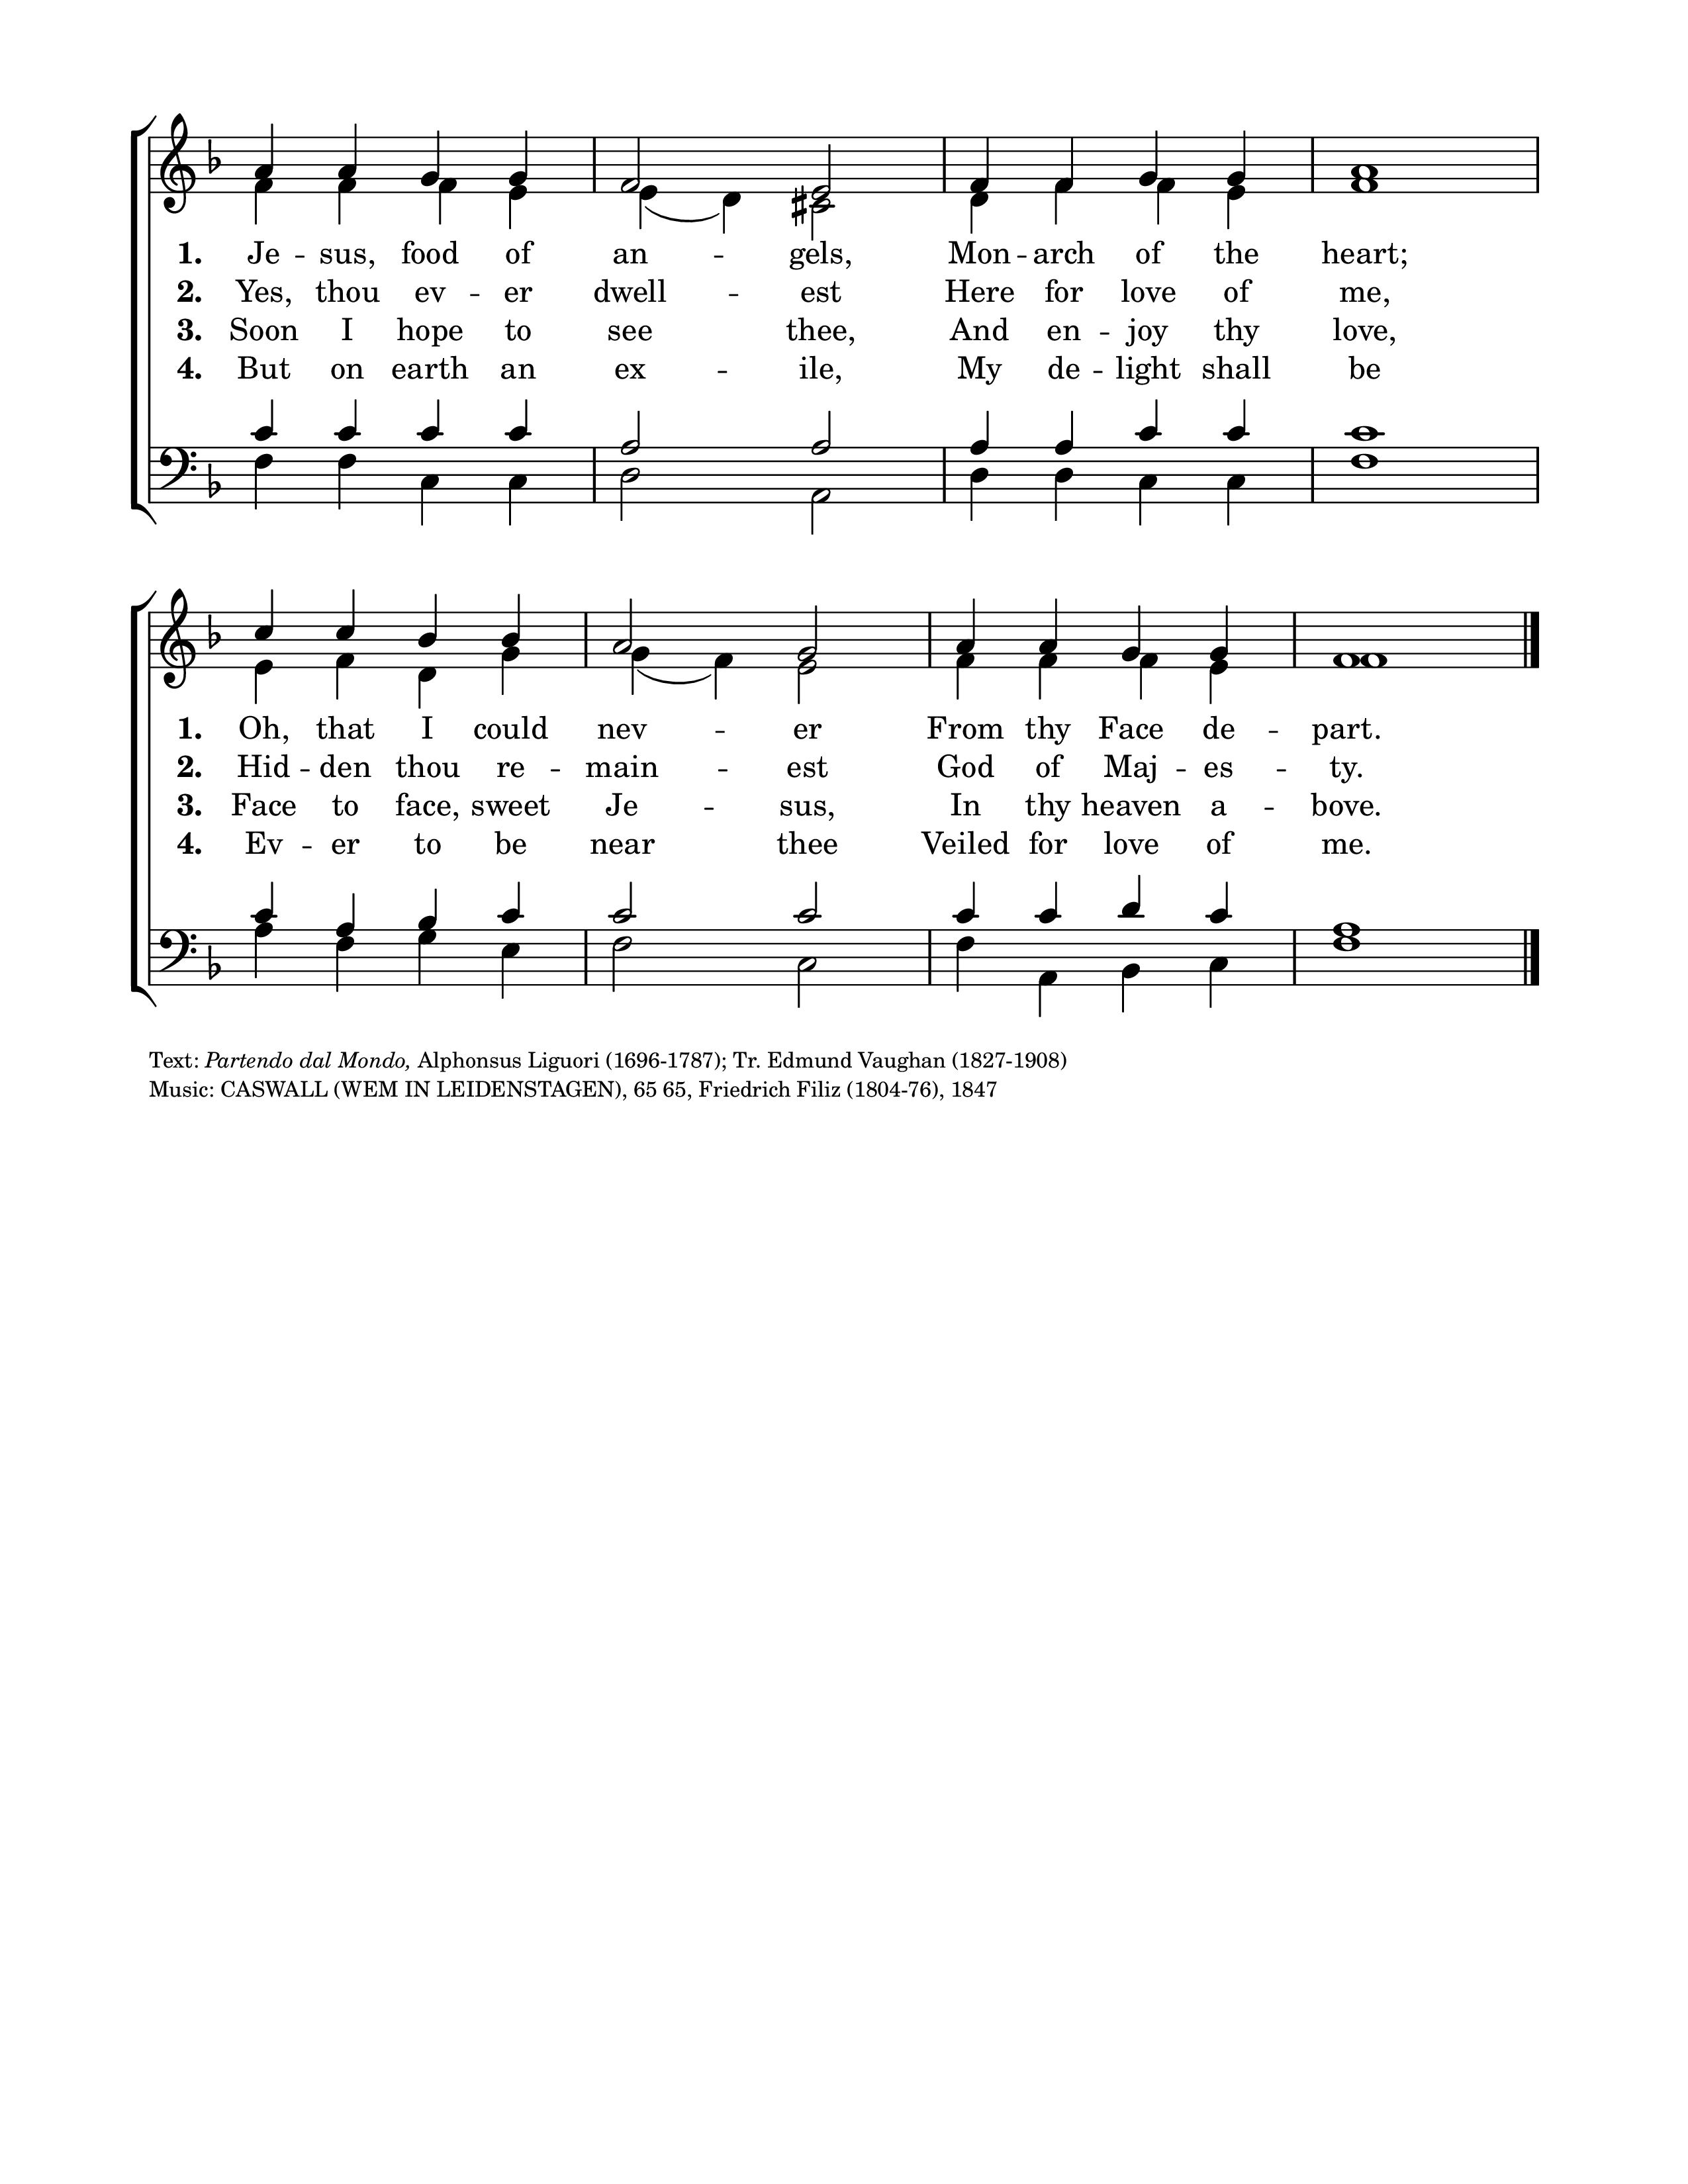 1. Je -- sus, food of an -- gels, Mon -- arch of the heart;
2. Yes, thou ev -- er dwell -- est Here for love of me,
3. Soon I hope to see thee, And en -- joy thy love,
4. But on earth an ex -- ile, My de -- light shall be
1. Oh, that I could nev -- er From thy Face de -- part.
2. Hid -- den thou re -- main -- est God of Maj -- es -- ty.
3. Face to face, sweet Je -- sus, In thy heaven a -- bove.
4. Ev -- er to be near thee Veiled for love of me.
Text: Partendo dal Mondo, Alphonsus Liguori (1696-1787); Tr. Edmund Vaughan (1827-1908)
Music: CASWALL (WEM IN LEIDENSTAGEN), 65 65, Friedrich Filiz (1804-76), 1847